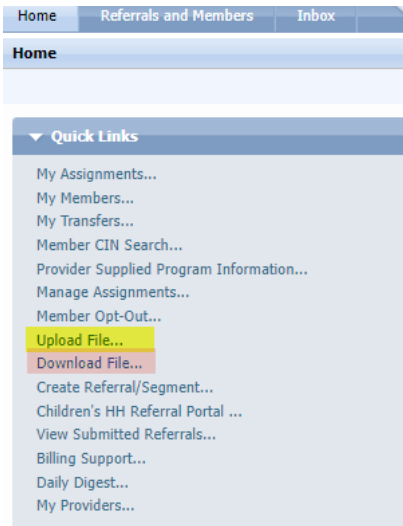 Home Referrals and Members Inbox
Home
Quick Links
My Assignments...
My Members...
My Transfers...
Member CIN Search...
Provider Supplied Program Information...
Manage Assignments...
Member Opt-Out...
Upload File...
Download File...
Create Referral/Segment...
Children's HH Referral Portal ...
View Submitted Referrals...
Billing Support...
Daily Digest...
My Providers...